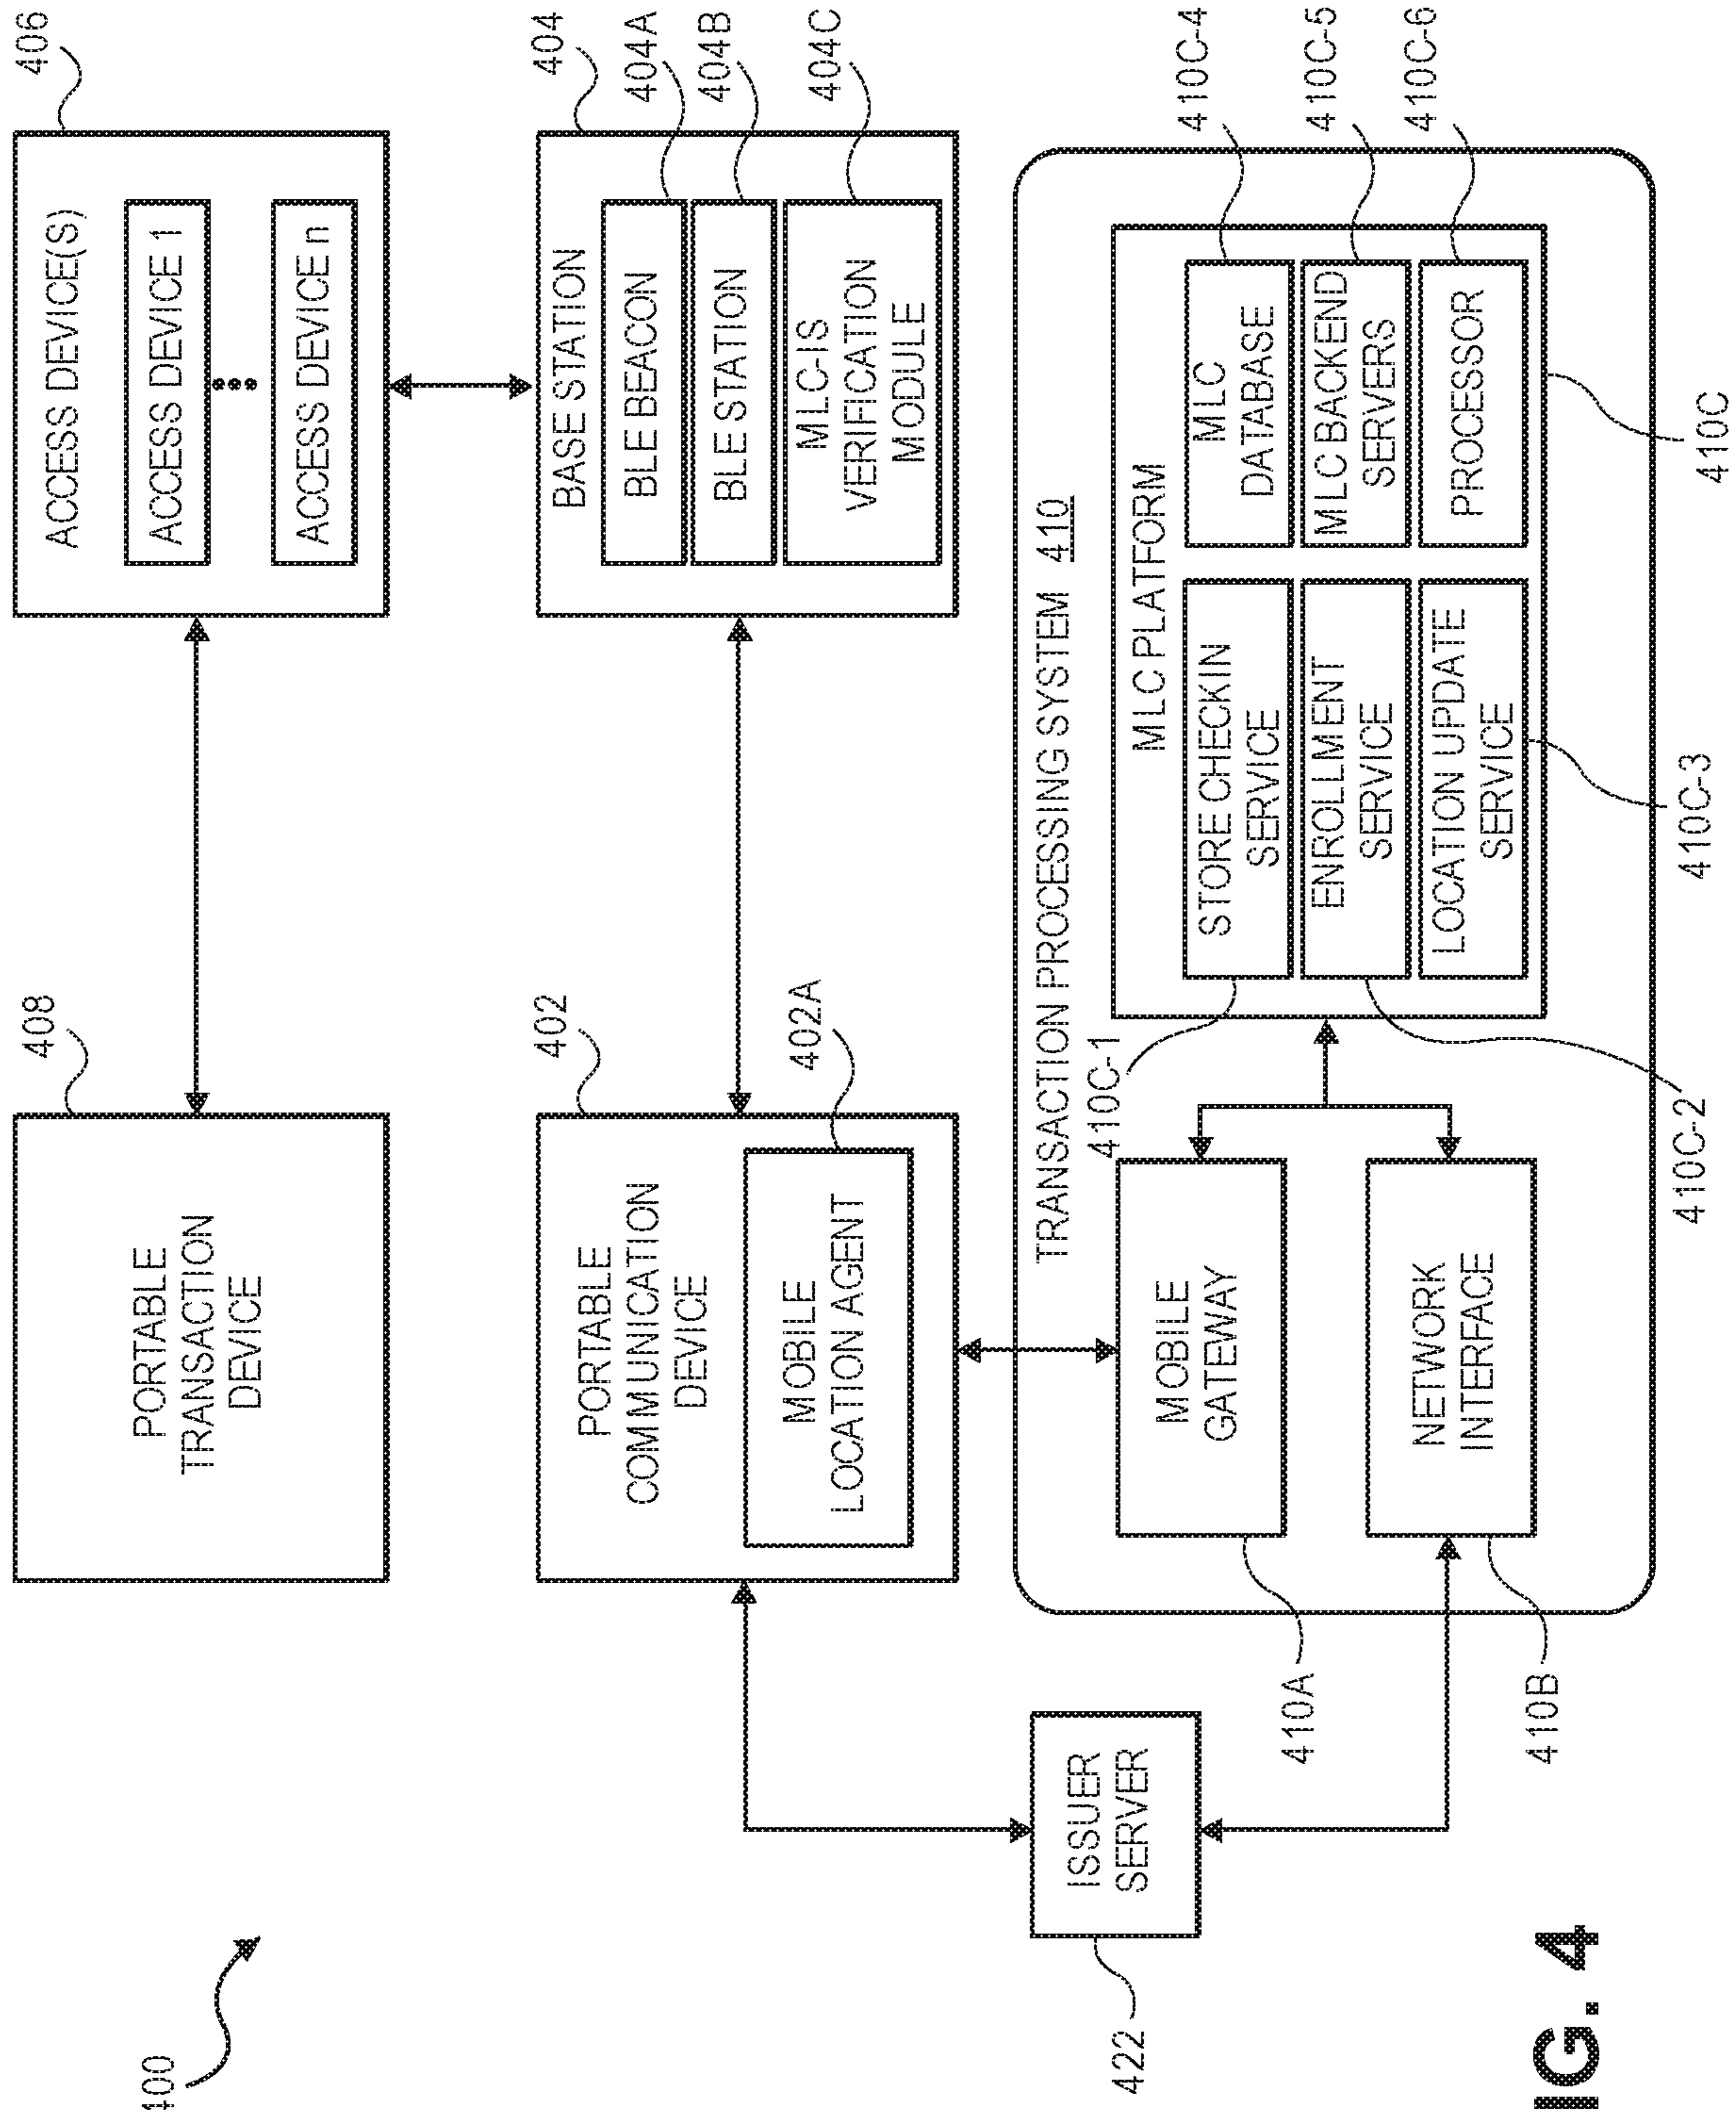 400
PORTABLE
TRANSACTION
DEVICE
408
ACCESS DEVICE(S)
ACCESS DEVICE 1
ACCESS DEVICE n
406
PORTABLE
COMMUNICATION
DEVICE
402
MOBILE
LOCATION AGENT
402A
BASE STATION
404
BLE BEACON
404A
BLE STATION
404B
MLC-IS
VERIFICATION
MODULE
404C
ISSUER
SERVER
422
TRANSACTION PROCESSING SYSTEM 410
MOBILE
GATEWAY
410A
NETWORK
INTERFACE
410B
MLC PLATFORM
410C
STORE CHECKIN
SERVICE
410C-1
ENROLLMENT
SERVICE
410C-2
LOCATION UPDATE
SERVICE
410C-3
MLC
DATABASE
410C-4
MLC BACKEND
SERVERS
410C-5
PROCESSOR
410C-6
IG. 4